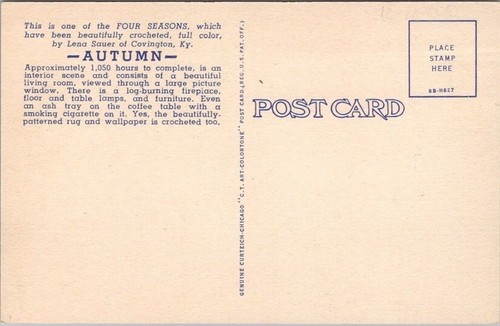 This is one of the FOUR SEASONS, which
have been beautifully crocheted, full color,
by Lena Sauer of Covington, Ky.
—AUTUMN—
Approximately 1,050 hours to complete, is an
interior scene and consists of a beautiful
living room, viewed through a large picture
window. There is a log-burning fireplace,
floor and table lamps, and furniture. Even
an ash tray on the coffee table with a
smoking cigarette on it. Yes, the beautifully-
patterned rug and wallpaper is crocheted too.
GENUINE CURTEICH-CHICAGO "C.T. ART-COLORTONE" POST CARD (REG. U.S. PAT. OFF.)
POST CARD
PLACE
STAMP
HERE
8B-H627